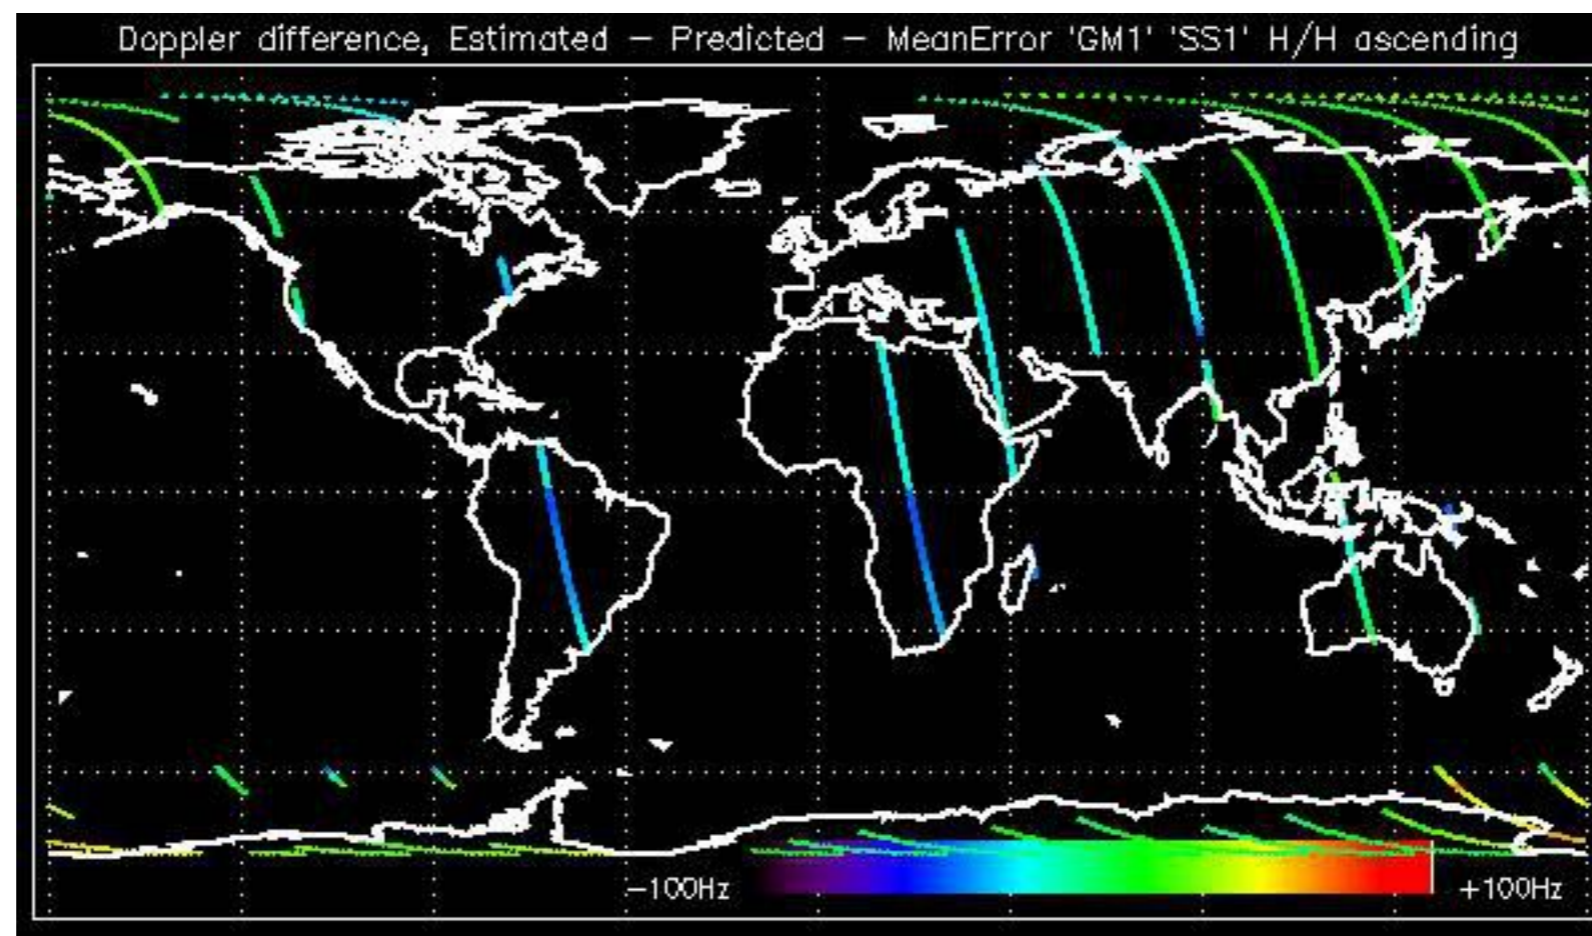 Doppler difference, Estimated − Predicted − MeanError 'GM1' 'SS1' H/H ascending
−100Hz +100Hz